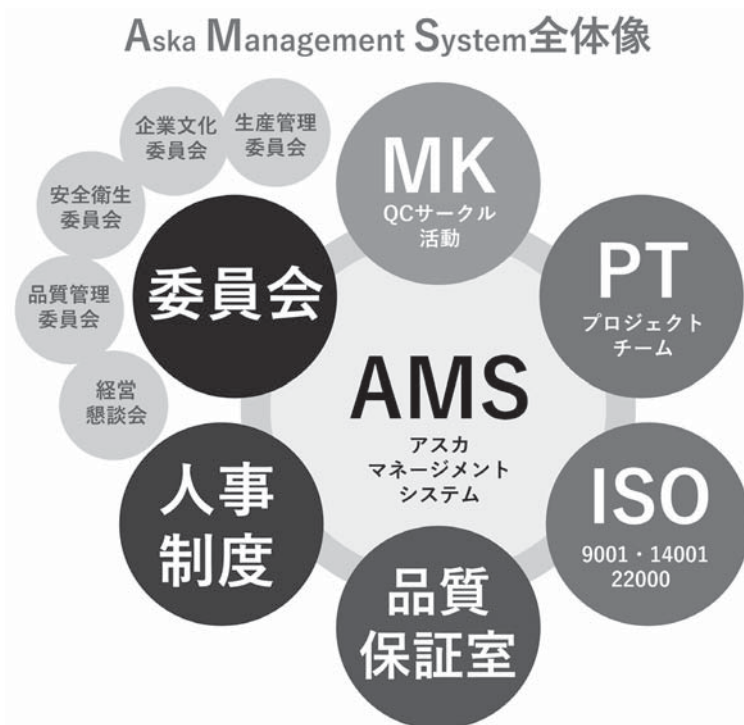 Aska Management System全体像
企業文化
委員会
生産管理
委員会
安全衛生
委員会
品質管理
委員会
経営
懇談会
委員会
MK
QCサークル
活動
PT
プロジェクト
チーム
AMS
アスカ
マネージメント
システム
人事
制度
ISO
9001・14001
22000
品質
保証室